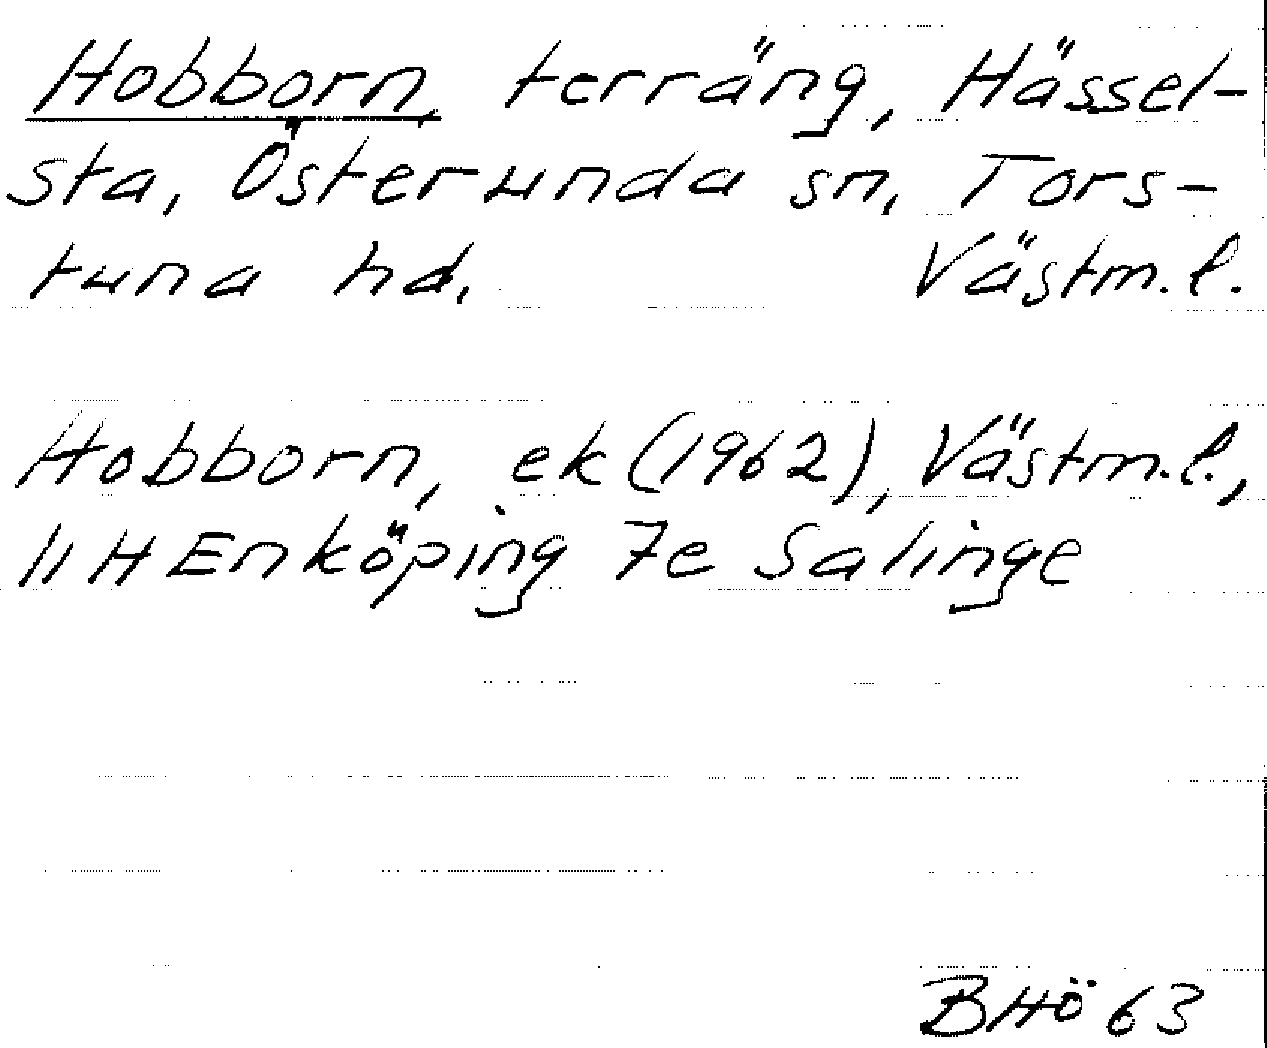 Hobborn, terräng, Hässel-
sta, Österunda sn, Tors-
tuna hd. Västm.l.
Hobborn, ek (1962), Västm.l.,
11 H Enköping 7e Salinge
BHö 63